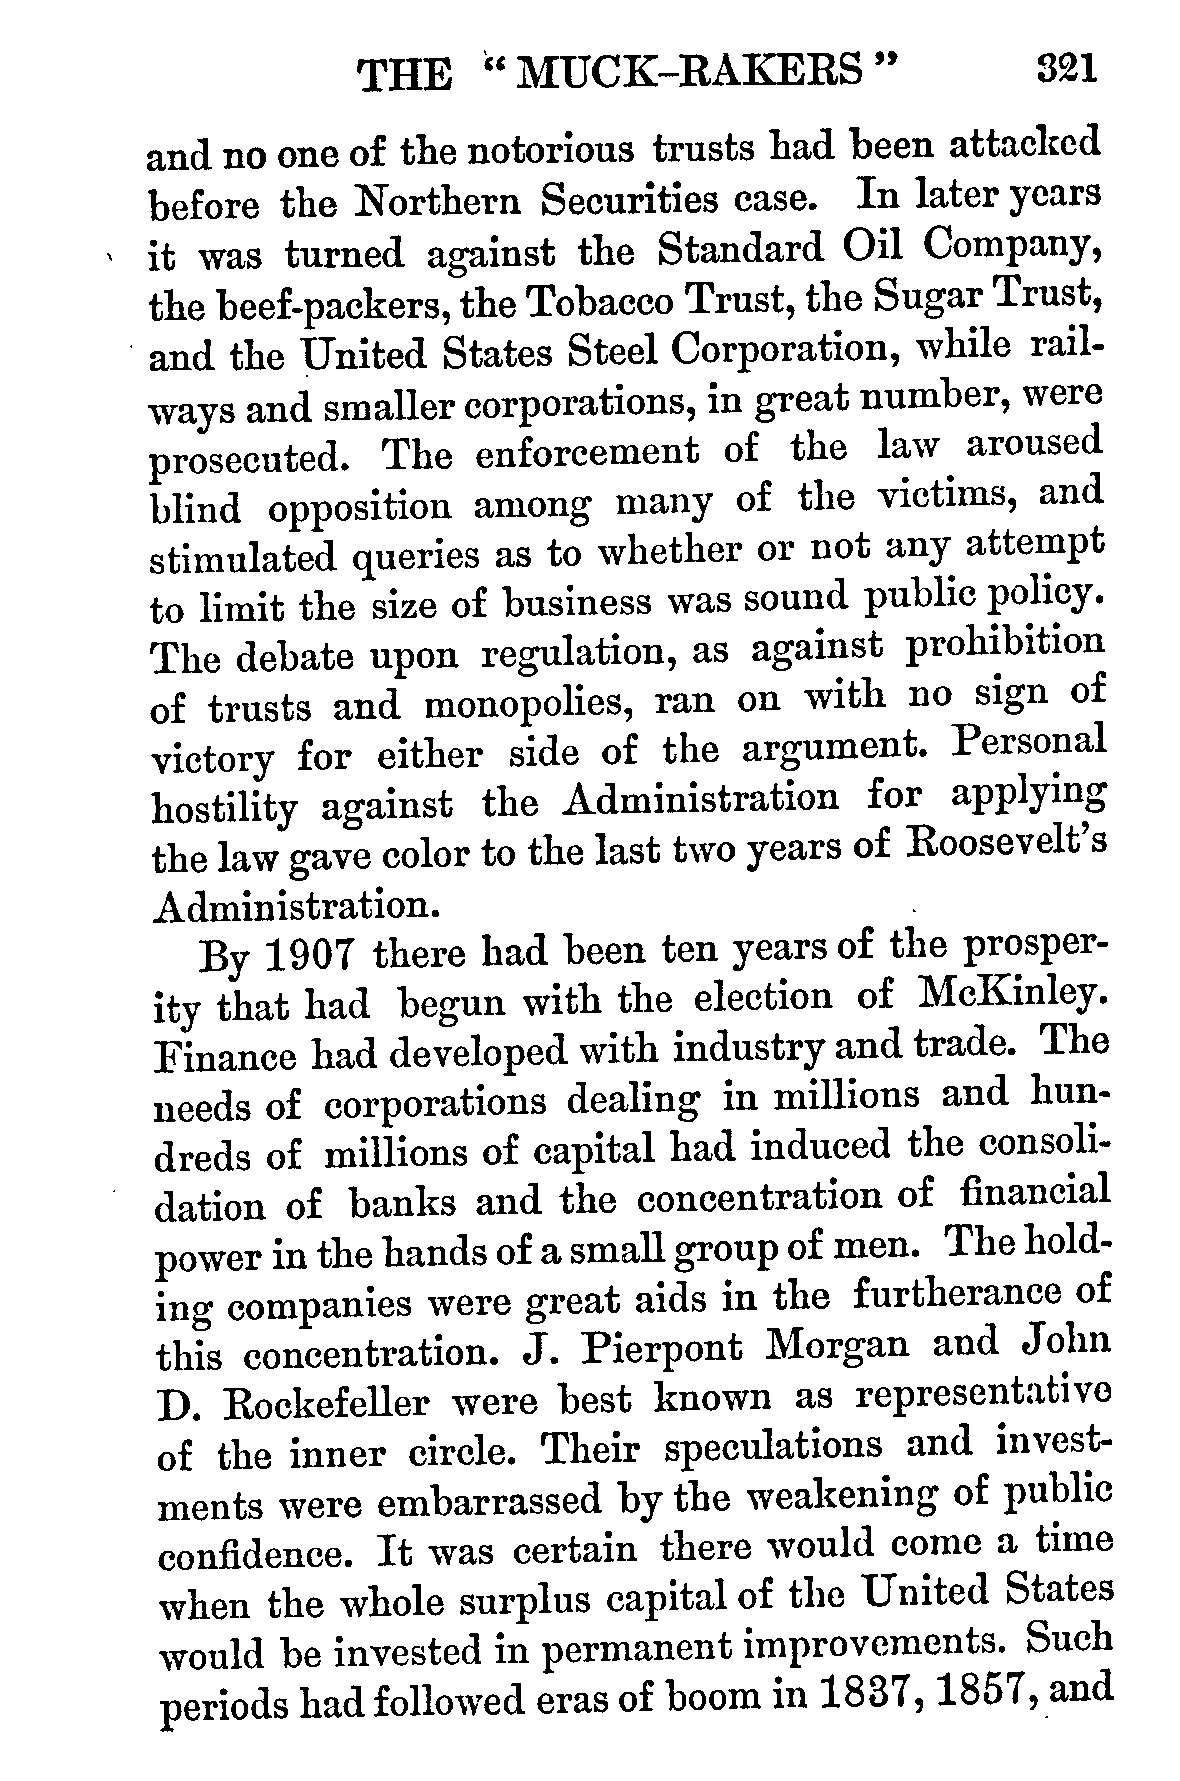 THE “ MUCK-RAKERS ” 321
and no one of the notorious trusts had been attacked
before the Northern Securities case. In later years
it was turned against the Standard Oil Company,
the beef-packers, the Tobacco Trust, the Sugar Trust,
and the United States Steel Corporation, while rail-
ways and smaller corporations, in great number, were
prosecuted. The enforcement of the law aroused
blind opposition among many of the victims, and
stimulated queries as to whether or not any attempt
to limit the size of business was sound public policy.
The debate upon regulation, as against prohibition
of trusts and monopolies, ran on with no sign of
victory for either side of the argument. Personal
hostility against the Administration for applying
the law gave color to the last two years of Roosevelt’s
Administration.
By 1907 there had been ten years of the prosper-
ity that had begun with the election of McKinley.
Finance had developed with industry and trade. The
needs of corporations dealing in millions and hun-
dreds of millions of capital had induced the consoli-
dation of banks and the concentration of financial
power in the hands of a small group of men. The hold-
ing companies were great aids in the furtherance of
this concentration. J. Pierpont Morgan and John
D. Rockefeller were best known as representative
of the inner circle. Their speculations and invest-
ments were embarrassed by the weakening of public
confidence. It was certain there would come a time
when the whole surplus capital of the United States
would be invested in permanent improvements. Such
periods had followed eras of boom in 1837, 1857, and